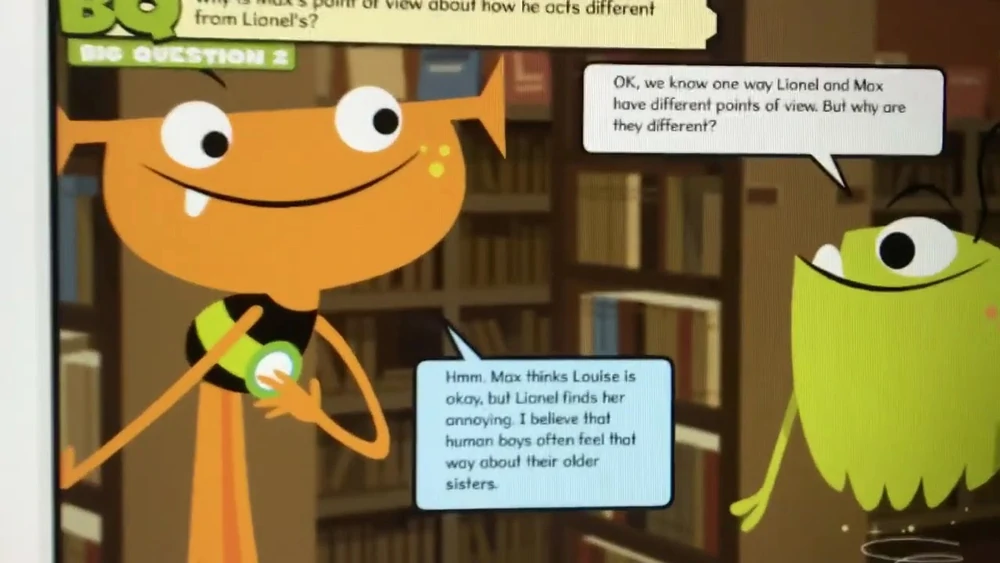 BQ
Why is Max's point of view about how he acts different
from Lionel's?
BIG QUESTION 2
OK, we know one way Lionel and Max
have different points of view. But why are
they different?
Hmm. Max thinks Louise is
okay, but Lionel finds her
annoying. I believe that
human boys often feel that
way about their older
sisters.